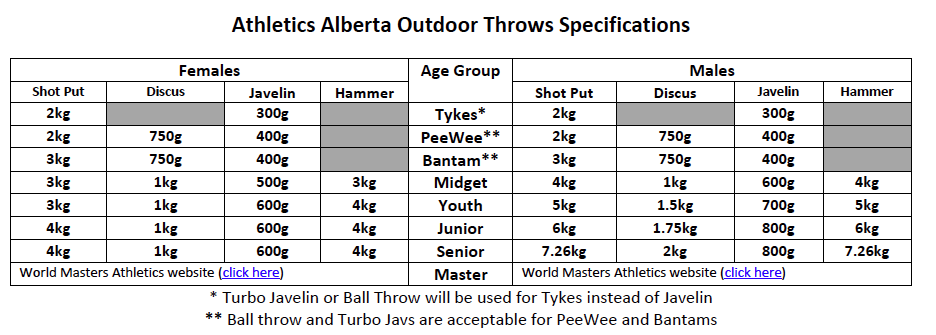 Athletics Alberta Outdoor Throws Specifications
Females Age Group Males
Shot Put Discus Javelin Hammer Shot Put Discus Javelin Hammer
2kg 300g Tykes* 2kg 300g
2kg 750g 400g PeeWee** 2kg 750g 400g
3kg 750g 400g Bantam** 3kg 750g 400g
3kg 1kg 500g 3kg Midget 4kg 1kg 600g 4kg
3kg 1kg 600g 4kg Youth 5kg 1.5kg 700g 5kg
4kg 1kg 600g 4kg Junior 6kg 1.75kg 800g 6kg
4kg 1kg 600g 4kg Senior 7.26kg 2kg 800g 7.26kg
World Masters Athletics website (click here) Master World Masters Athletics website (click here)
* Turbo Javelin or Ball Throw will be used for Tykes instead of Javelin
** Ball throw and Turbo Javs are acceptable for PeeWee and Bantams